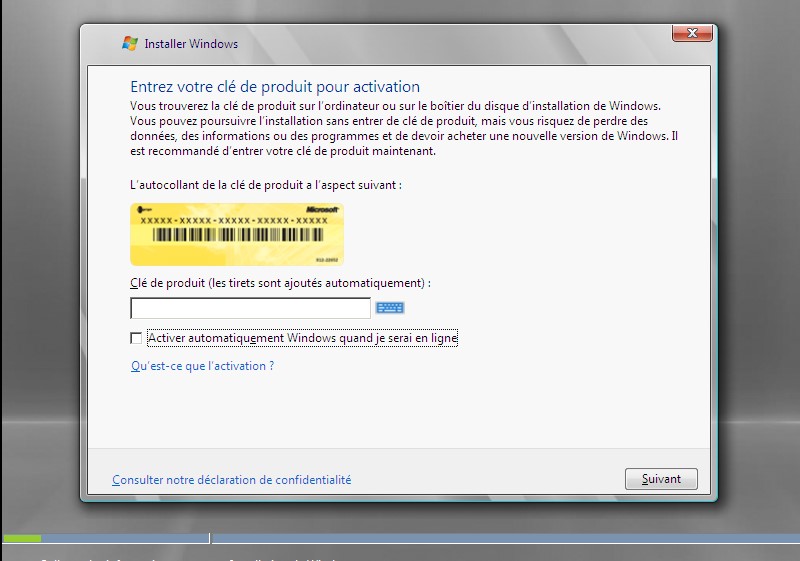 Installer Windows
Entrez votre clé de produit pour activation
Vous trouverez la clé de produit sur l'ordinateur ou sur le boîtier du disque d'installation de Windows.
Vous pouvez poursuivre l'installation sans entrer de clé de produit, mais vous risquez de perdre des
données, des informations ou des programmes et de devoir acheter une nouvelle version de Windows. Il
est recommandé d'entrer votre clé de produit maintenant.
L'autocollant de la clé de produit a l'aspect suivant :
Microsoft
XXXXX-XXXXX-XXXXX-XXXXX-XXXXX
Clé de produit (les tirets sont ajoutés automatiquement) :
Activer automatiquement Windows quand je serai en ligne
Qu'est-ce que l'activation ?
Consulter notre déclaration de confidentialité
Suivant